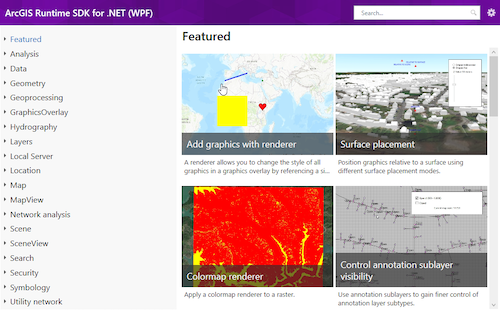 ArcGIS Runtime SDK for .NET (WPF)
Search...
Featured
Analysis
Data
Geometry
Geoprocessing
GraphicsOverlay
Hydrography
Layers
Local Server
Location
Map
MapView
Network analysis
Scene
SceneView
Search
Security
Symbology
Utility network
Featured
Add graphics with renderer
A renderer allows you to change the style of all
graphics in a graphics overlay by referencing a si...
Surface placement
Position graphics relative to a surface using
different surface placement modes.
Colormap renderer
Apply a colormap renderer to a raster.
Control annotation sublayer
visibility
Use annotation sublayers to gain finer control of
annotation layer subtypes.